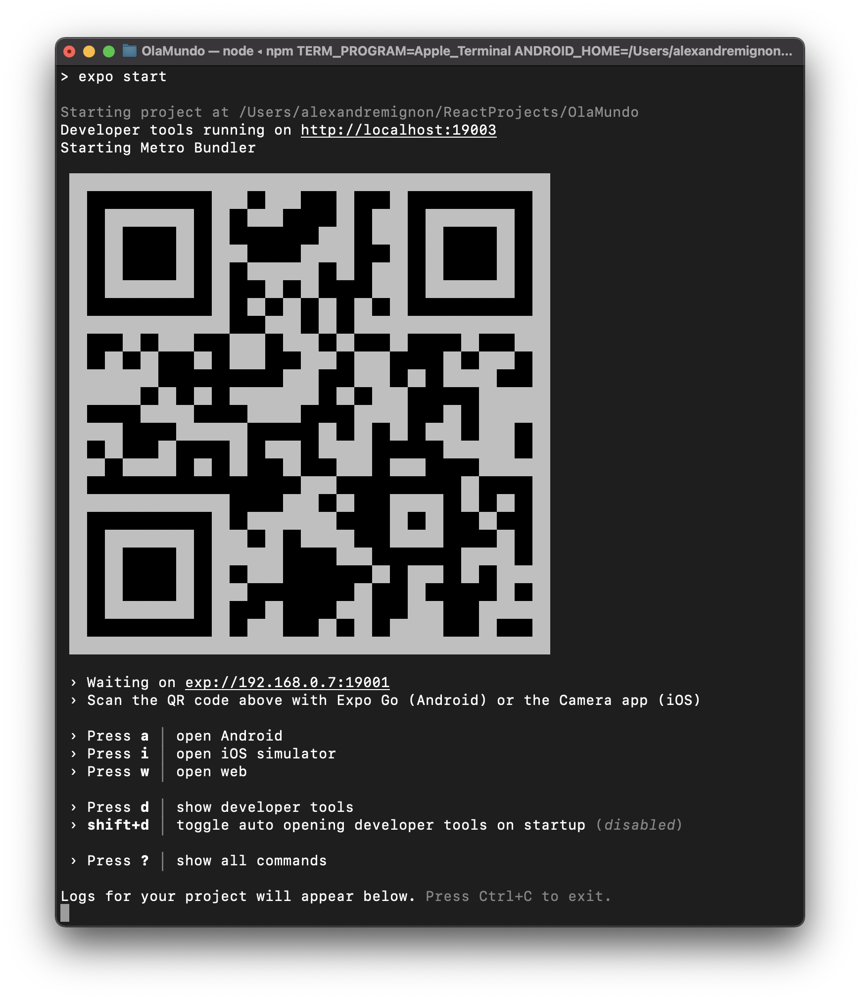 OlaMundo — node ◂ npm TERM_PROGRAM=Apple_Terminal ANDROID_HOME=/Users/alexandremignon...
> expo start
Starting project at /Users/alexandremignon/ReactProjects/OlaMundo
Developer tools running on http://localhost:19003
Starting Metro Bundler
› Waiting on exp://192.168.0.7:19001
› Scan the QR code above with Expo Go (Android) or the Camera app (iOS)
› Press a │ open Android
› Press i │ open iOS simulator
› Press w │ open web
› Press d │ show developer tools
› shift+d │ toggle auto opening developer tools on startup (disabled)
› Press ? │ show all commands
Logs for your project will appear below. Press Ctrl+C to exit.